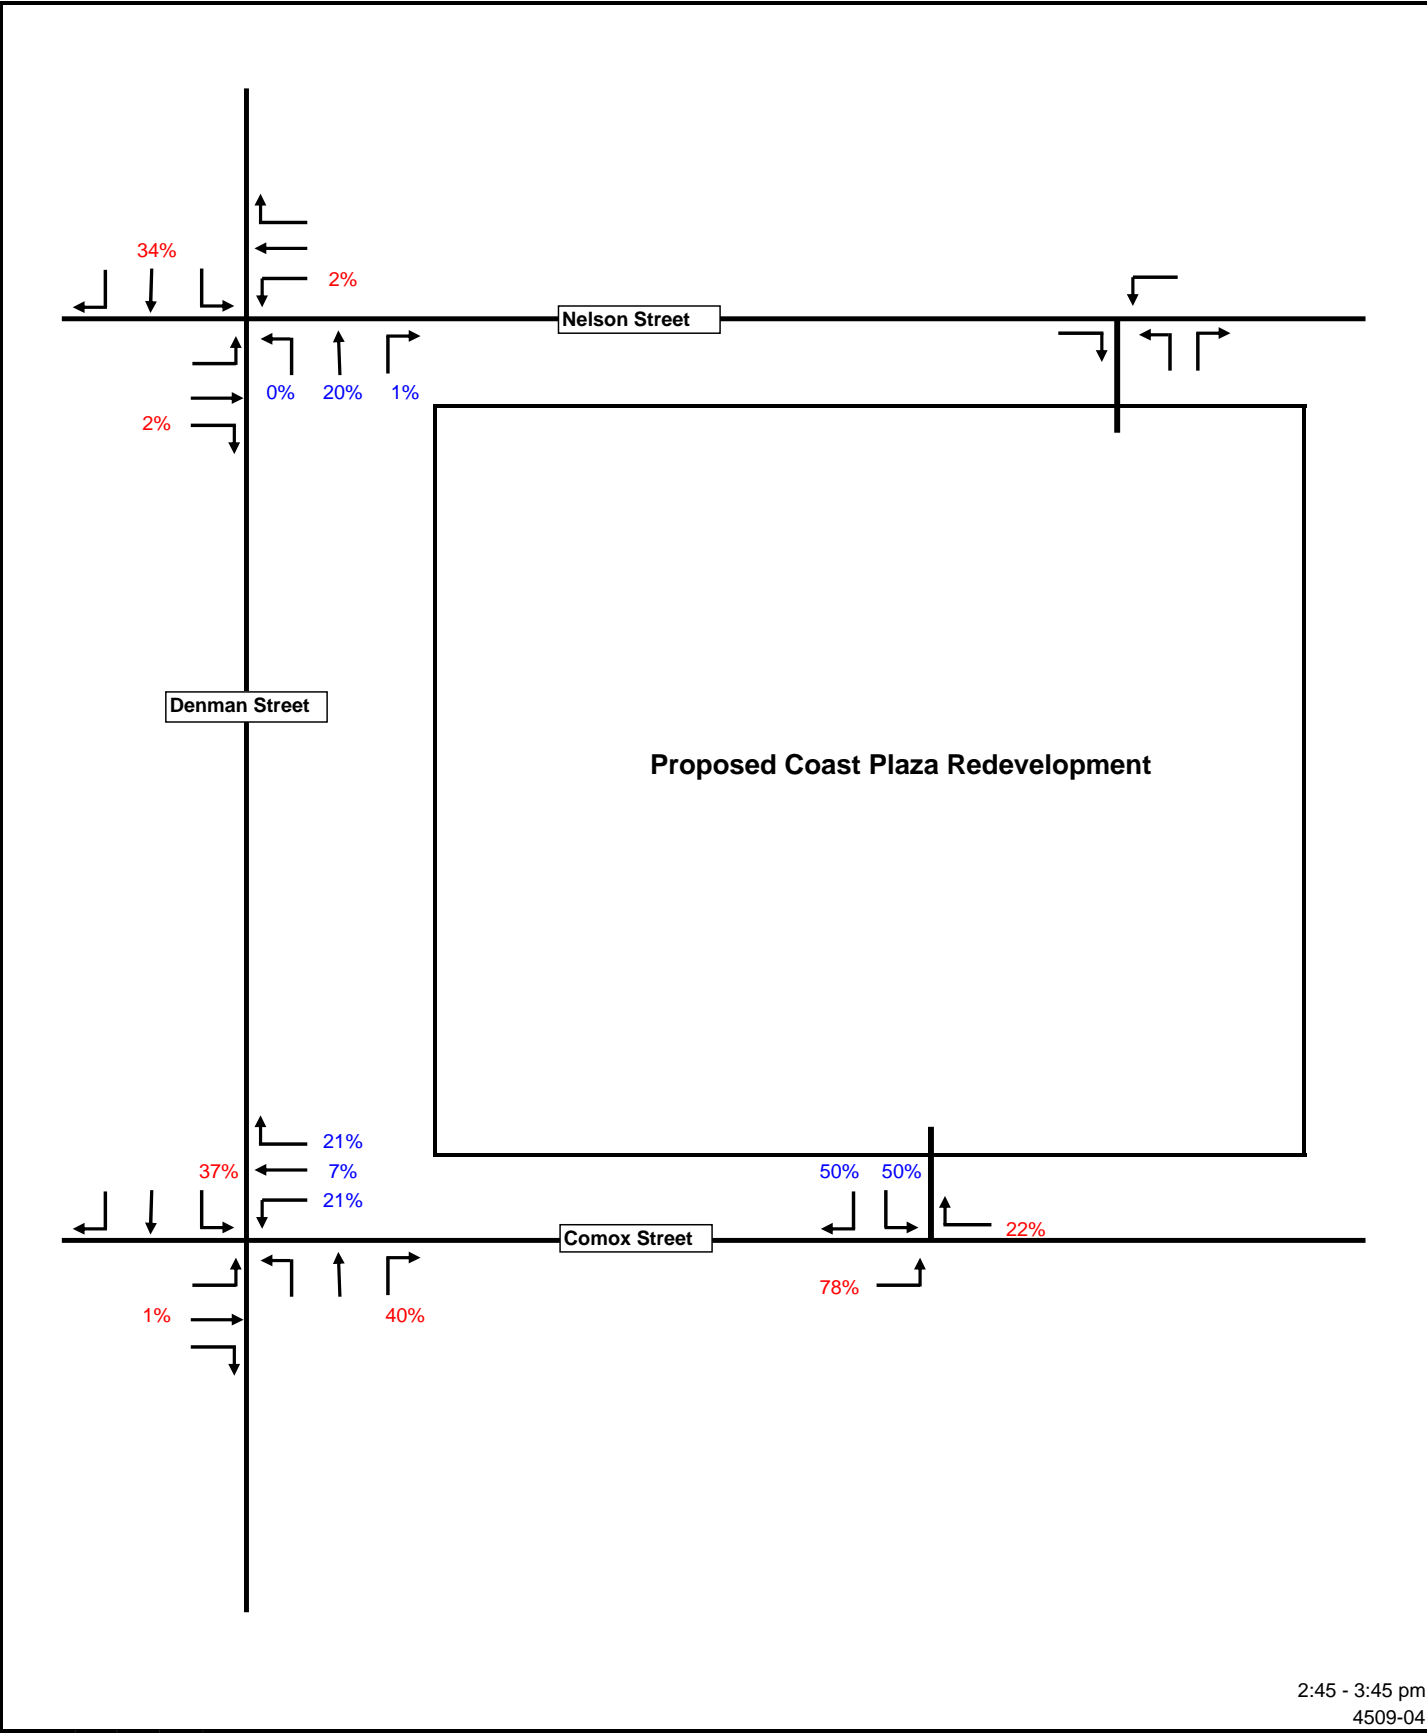 34%
2%
Nelson Street
0% 20% 1%
2%
Denman Street
Proposed Coast Plaza Redevelopment
21%
37% 7% 50% 50%
21%
Comox Street 22%
78%
1% 40%
2:45 - 3:45 pm
4509-04